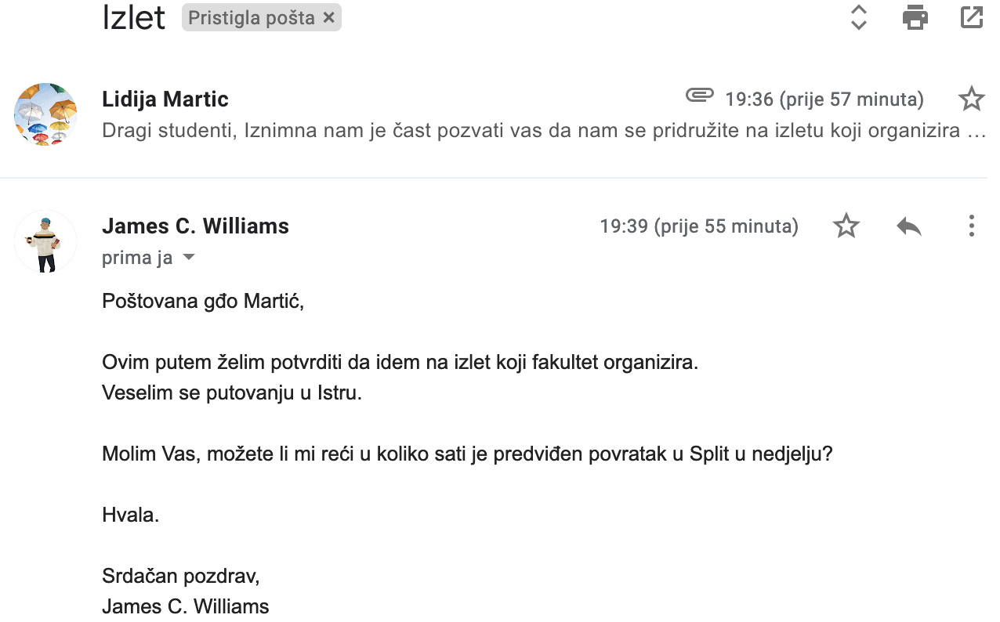 Izlet Pristigla pošta ×
Lidija Martic 19:36 (prije 57 minuta)
Dragi studenti, Iznimna nam je čast pozvati vas da nam se pridružite na izletu koji organizira ...
James C. Williams 19:39 (prije 55 minuta)
prima ja
Poštovana gđo Martić,
Ovim putem želim potvrditi da idem na izlet koji fakultet organizira.
Veselim se putovanju u Istru.
Molim Vas, možete li mi reći u koliko sati je predviđen povratak u Split u nedjelju?
Hvala.
Srdačan pozdrav,
James C. Williams